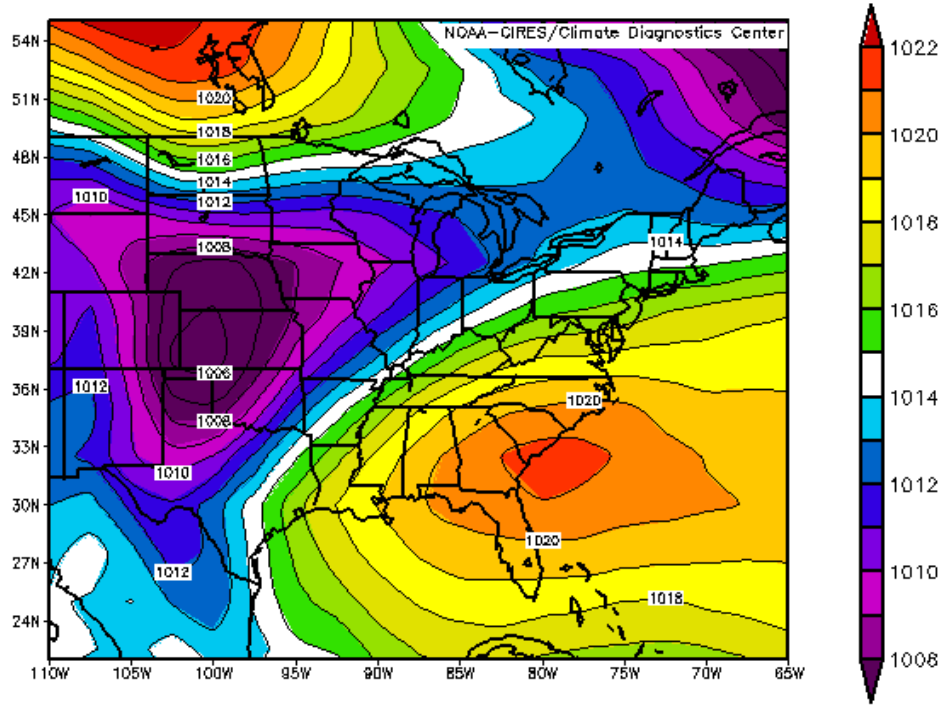 NOAA-CIRES/Climate Diagnostics Center
54N
51N
48N
45N
42N
39N
36N
33N
30N
27N
24N
110W
105W
100W
95W
90W
85W
80W
75W
70W
65W
1020
1018
1016
1014
1012
1010
1008
1014
1006
1012
1020
1008
1010
1020
1012
1018
1022
1020
1018
1016
1014
1012
1010
1008